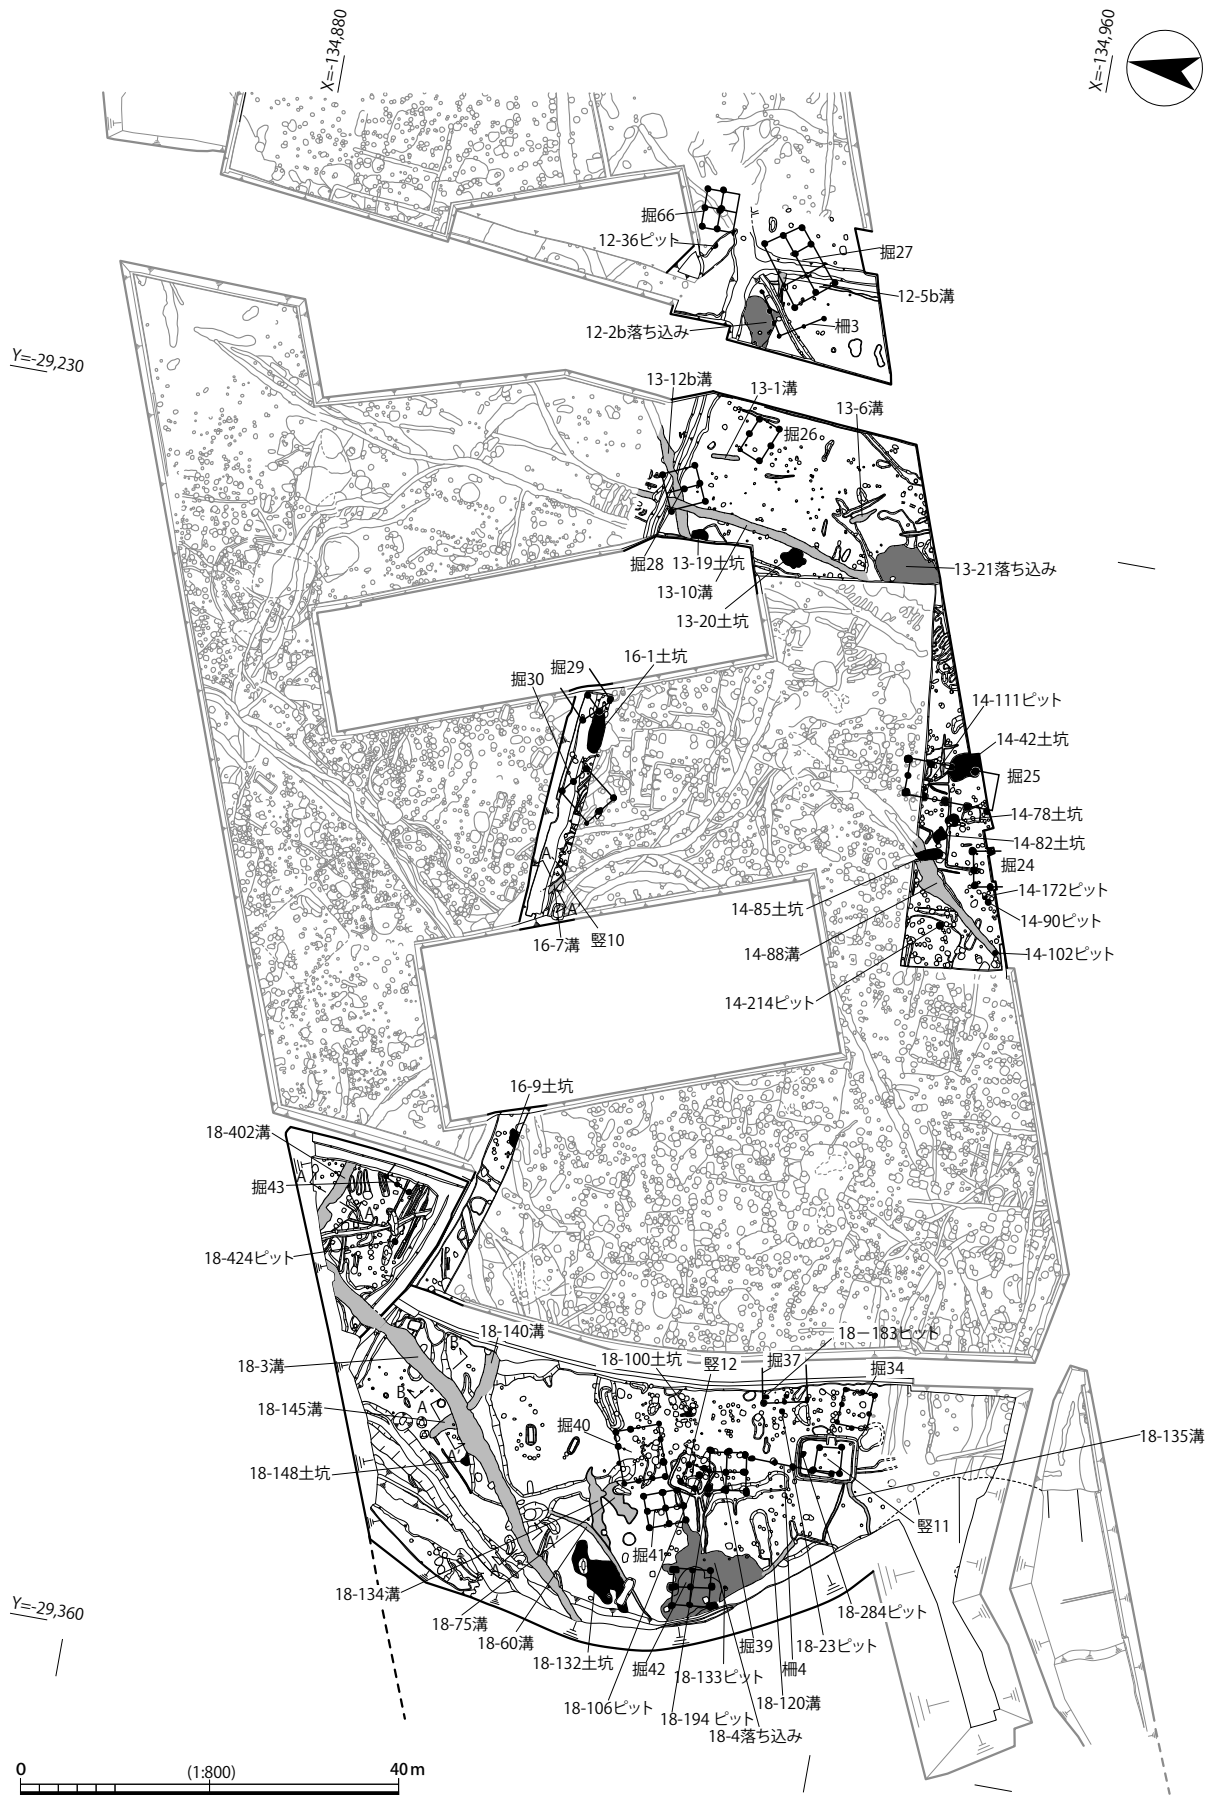 X=-134,880
X=-134,960
掘66
12-36ピット
掘27
12-5b溝
12-2b落ち込み
柵3
Y=-29,230
13-12b溝
13-1溝
13-6溝
掘26
掘28
13-19土坑
13-21落ち込み
13-10溝
13-20土坑
16-1土坑
掘29
掘30
14-111ピット
14-42土坑
掘25
14-78土坑
14-82土坑
掘24
14-172ピット
14-85土坑
14-90ピット
A
16-7溝
竪10
14-88溝
14-102ピット
14-214ピット
16-9土坑
18-402溝
A
掘43
A
18-424ピット
18-140溝
18-183ピット
B
18-100土坑
竪12
掘37
掘34
18-3溝
B
A
18-145溝
掘40
18-135溝
A
18-148土坑
竪11
A
掘41
18-134溝
18-75溝
18-284ピット
18-60溝
掘39
18-23ピット
18-132土坑
掘42
18-133ピット
柵4
Y=-29,360
18-106ピット
18-120溝
18-194 ピット
18-4落ち込み
0
(1:800)
40m